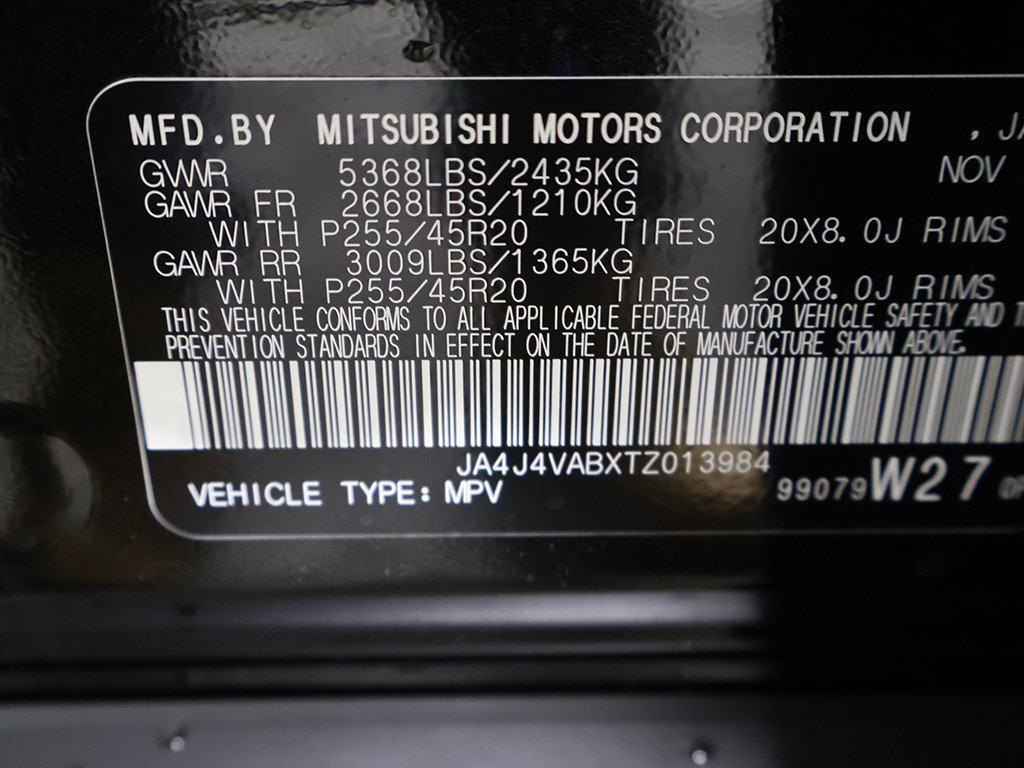 MFD.BY MITSUBISHI MOTORS CORPORATION , JA
GVWR 5368LBS/2435KG NOV
GAWR FR 2668LBS/1210KG
WITH P255/45R20 TIRES 20X8.0J RIMS
GAWR RR 3009LBS/1365KG
WITH P255/45R20 TIRES 20X8.0J RIMS
THIS VEHICLE CONFORMS TO ALL APPLICABLE FEDERAL MOTOR VEHICLE SAFETY AND T
PREVENTION STANDARDS IN EFFECT ON THE DATE OF MANUFACTURE SHOWN ABOVE.
JA4J4VABXTZ013984
VEHICLE TYPE: MPV 99079 W27